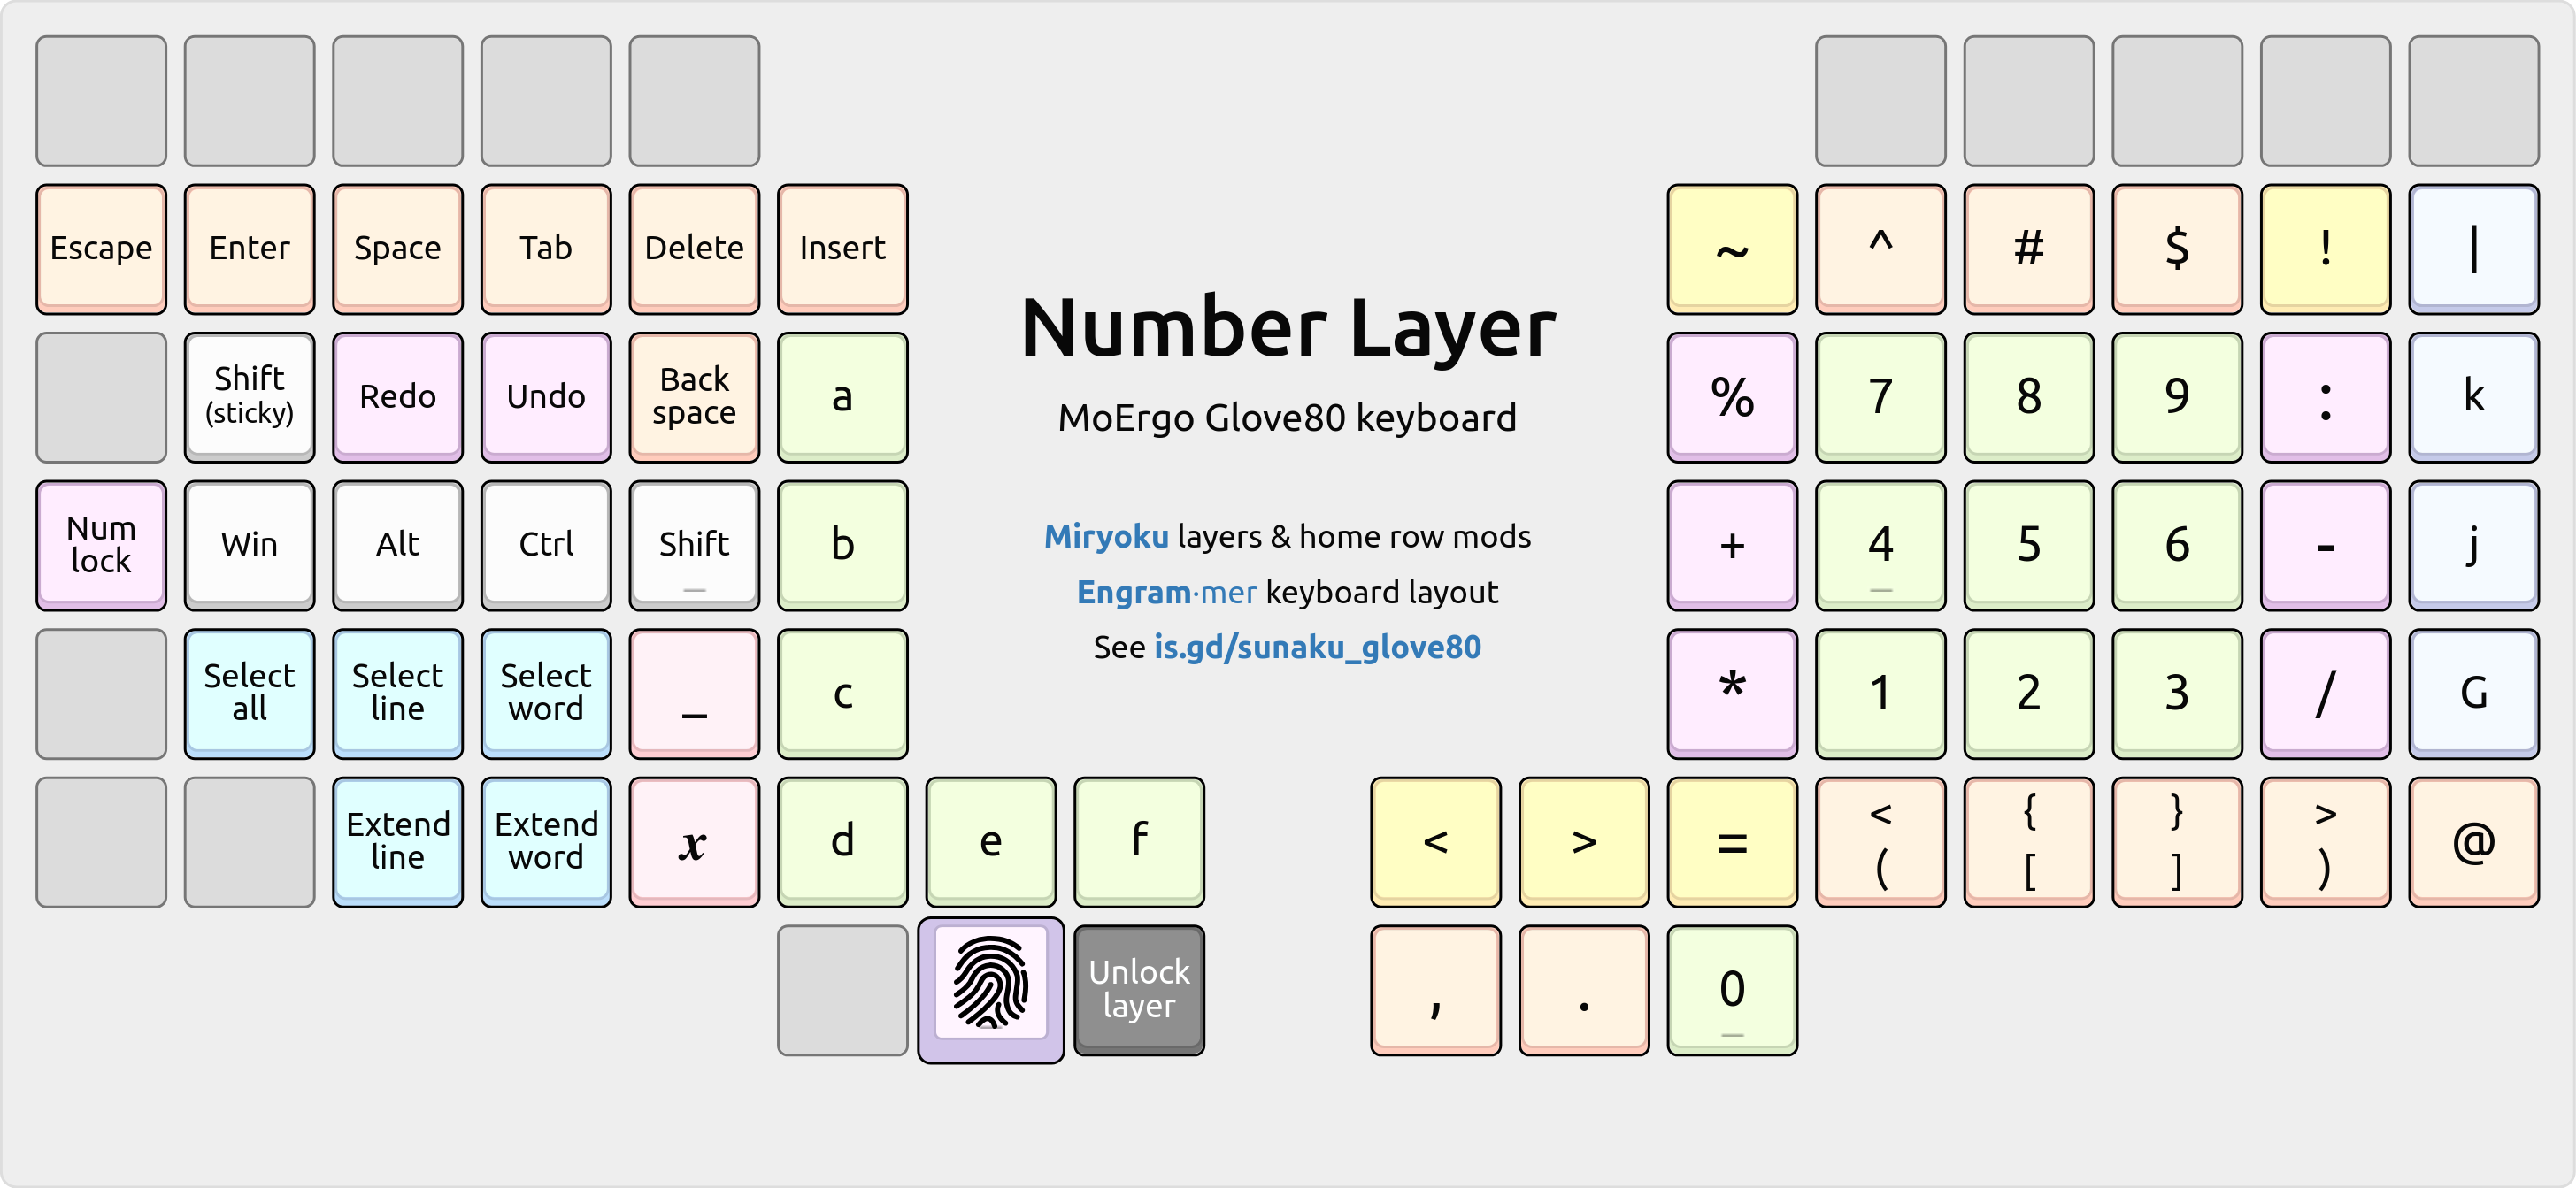 Escape Enter Space Tab Delete Insert ~ ^ # $ ! |
Number Layer
Shift
(sticky)
Redo Undo
Back
space
a % 7 8 9 : k
MoErgo Glove80 keyboard
Num
lock
Win Alt Ctrl Shift
_
b + 4 5 6 - j
_
Miryoku layers & home row mods
Engram·mer keyboard layout
See is.gd/sunaku_glove80
Select
all
Select
line
Select
word
_ c * 1 2 3 / G
Extend
line
Extend
word
x d e f < > =
<
(
{
[
}
]
>
)
@
Unlock
layer
, . 0
_